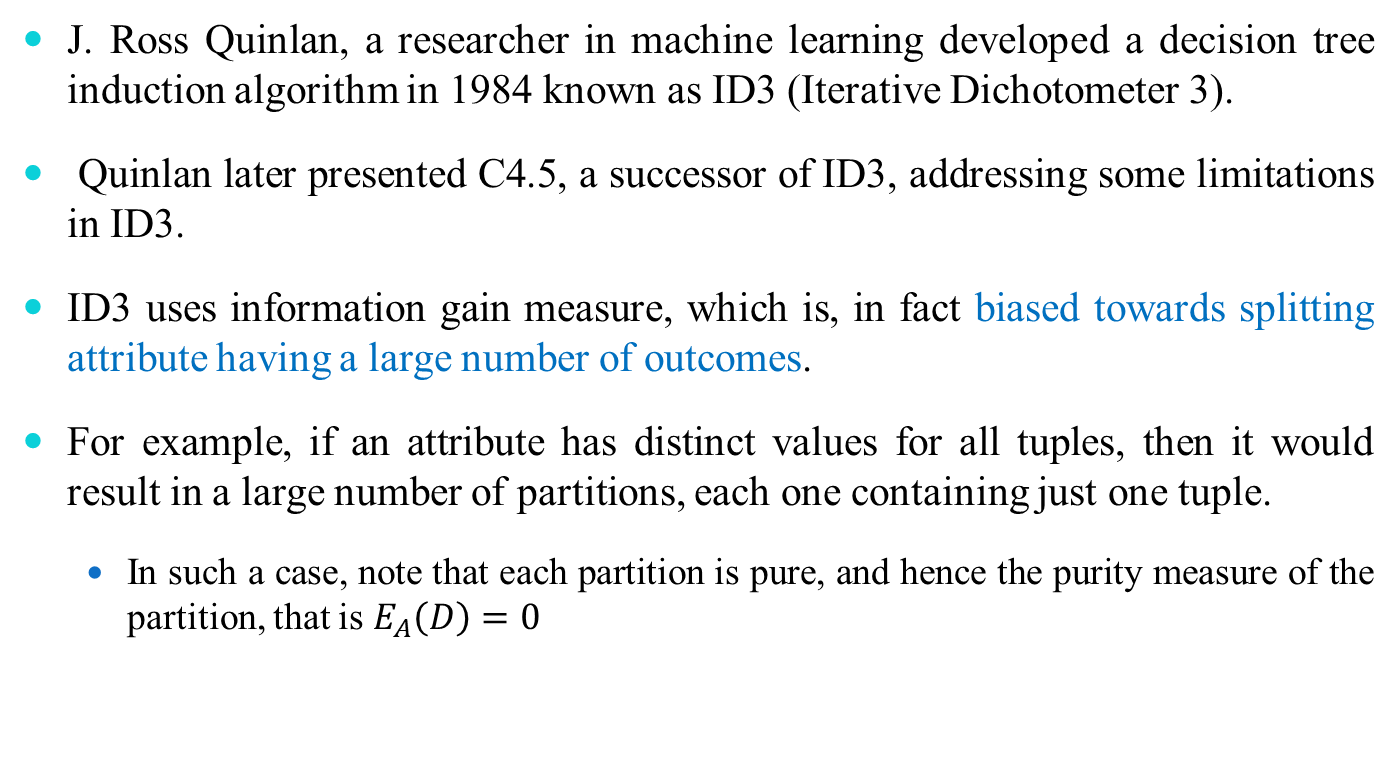 • J. Ross Quinlan, a researcher in machine learning developed a decision tree
induction algorithm in 1984 known as ID3 (Iterative Dichotometer 3).
• Quinlan later presented C4.5, a successor of ID3, addressing some limitations
in ID3.
• ID3 uses information gain measure, which is, in fact biased towards splitting
attribute having a large number of outcomes.
• For example, if an attribute has distinct values for all tuples, then it would
result in a large number of partitions, each one containing just one tuple.
• In such a case, note that each partition is pure, and hence the purity measure of the
partition, that is $E_A(D) = 0$